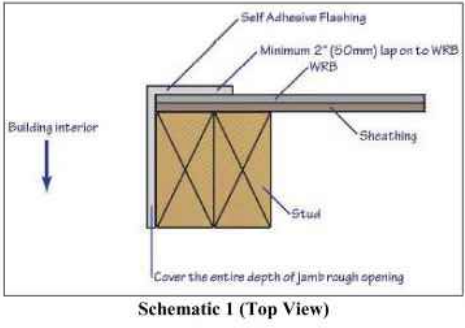 Self Adhesive Flashing
Minimum 2" (50mm) lap on to WRB
WRB
Building interior
Sheathing
Stud
Cover the entire depth of jamb rough opening
Schematic 1 (Top View)